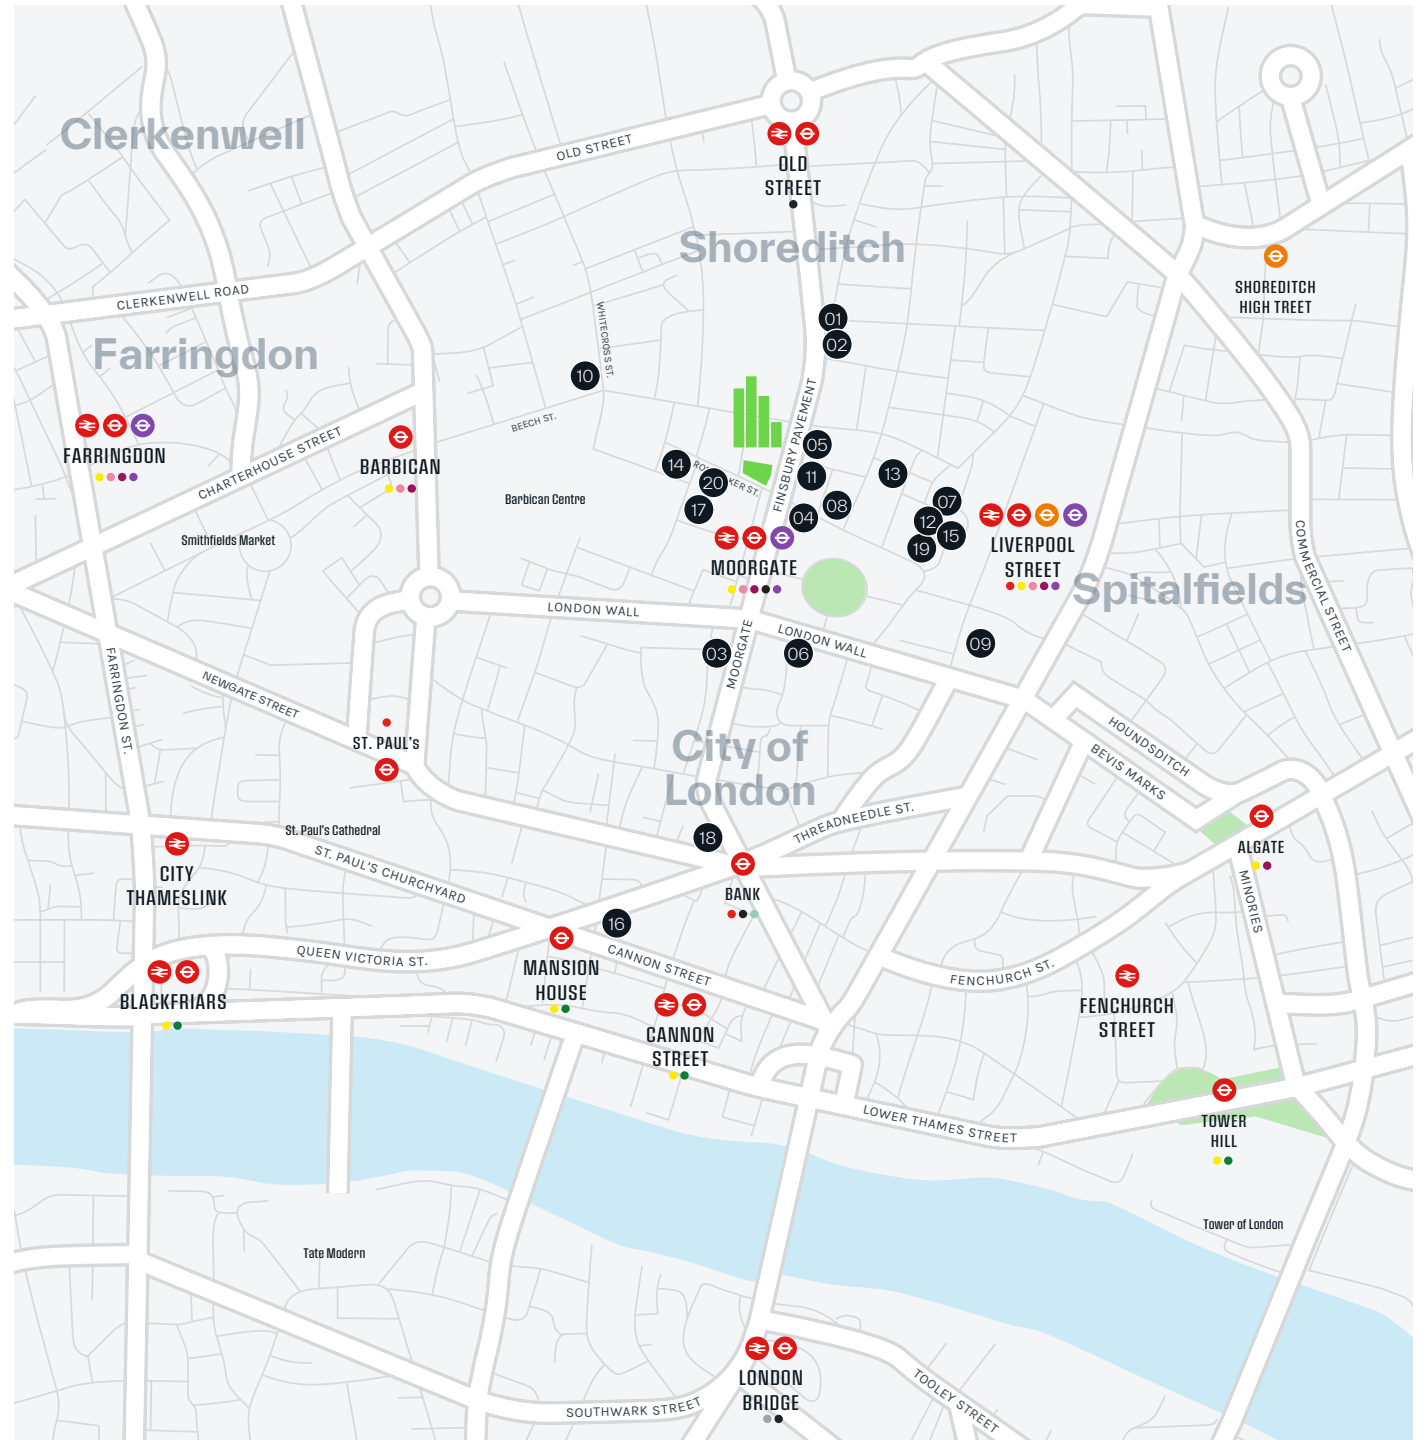 Clerkenwell
OLD STREET
OLD
STREET
Shoreditch
SHOREDITCH
HIGH TREET
CLERKENWELL ROAD
Farringdon
WHITECROSS ST.
01
02
10
BEECH ST.
FINSBURY PAVEMENT
FARRINGDON
CHARTERHOUSE STREET
BARBICAN
Barbican Centre
Smithfields Market
05
14
20
11
13
17
08
04
07
12
15
19
MOORGATE
LIVERPOOL
STREET
Spitalfields
COMMERCIAL STREET
LONDON WALL
LONDON WALL
03
MOORGATE
06
09
FARRINGDON ST.
NEWGATE STREET
ST. PAUL's
City of
London
HOUNDSDITCH
BEVIS MARKS
THREADNEEDLE ST.
18
BANK
ALGATE
MINORIES
St. Paul's Cathedral
ST. PAUL'S CHURCHYARD
CITY
THAMESLINK
16
QUEEN VICTORIA ST.
CANNON STREET
MANSION
HOUSE
FENCHURCH ST.
FENCHURCH
STREET
BLACKFRIARS
CANNON
STREET
LOWER THAMES STREET
TOWER
HILL
Tower of London
Tate Modern
LONDON
BRIDGE
SOUTHWARK STREET
TOOLEY STREET